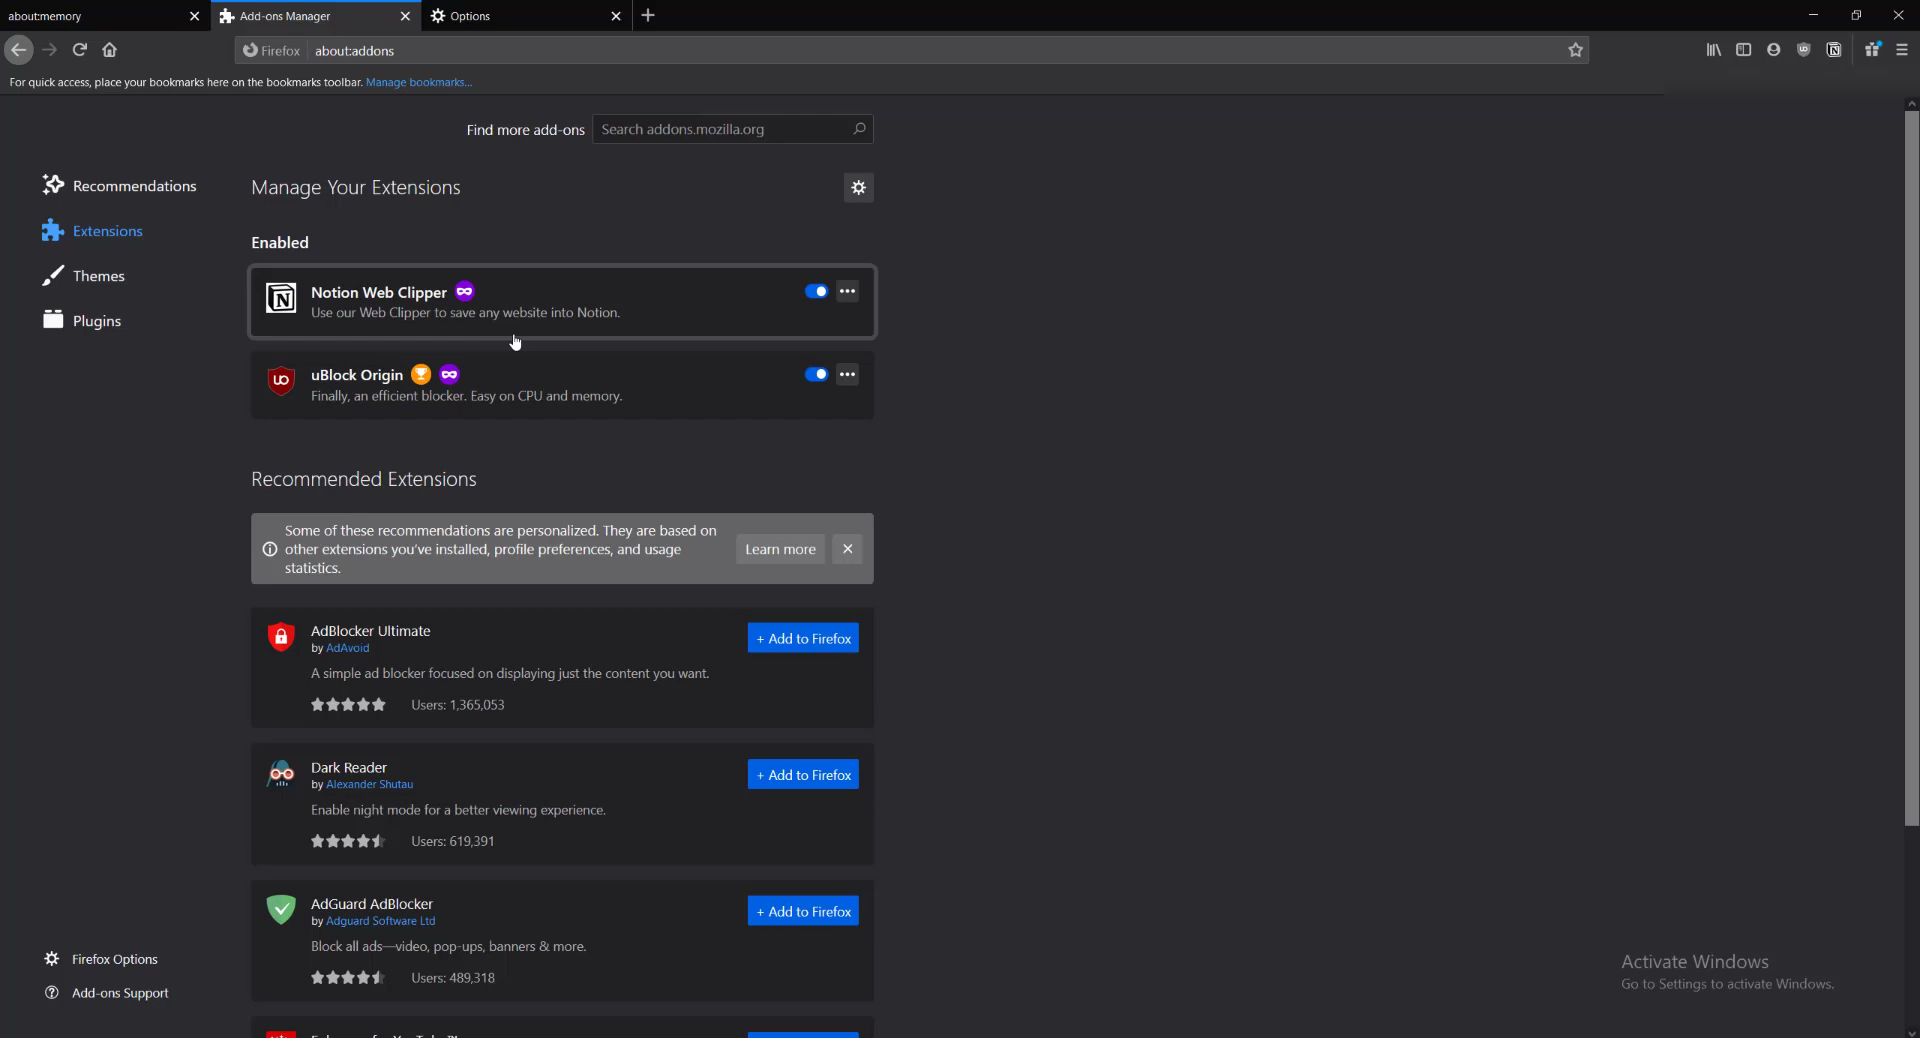 about:memory
Add-ons Manager
Options
Firefox
about:addons
For quick access, place your bookmarks here on the bookmarks toolbar. Manage bookmarks...
Find more add-ons
Search addons.mozilla.org
Recommendations
Extensions
Themes
Plugins
Manage Your Extensions
Enabled
Notion Web Clipper
Use our Web Clipper to save any website into Notion.
uBlock Origin
Finally, an efficient blocker. Easy on CPU and memory.
Recommended Extensions
Some of these recommendations are personalized. They are based on
other extensions you've installed, profile preferences, and usage
statistics.
Learn more
AdBlocker Ultimate
by AdAvoid
A simple ad blocker focused on displaying just the content you want.
Users: 1,365,053
+ Add to Firefox
Dark Reader
by Alexander Shutau
Enable night mode for a better viewing experience.
Users: 619,391
+ Add to Firefox
AdGuard AdBlocker
by Adguard Software Ltd
Block all ads—video, pop-ups, banners & more.
Users: 489,318
+ Add to Firefox
Firefox Options
Add-ons Support
Activate Windows
Go to Settings to activate Windows.